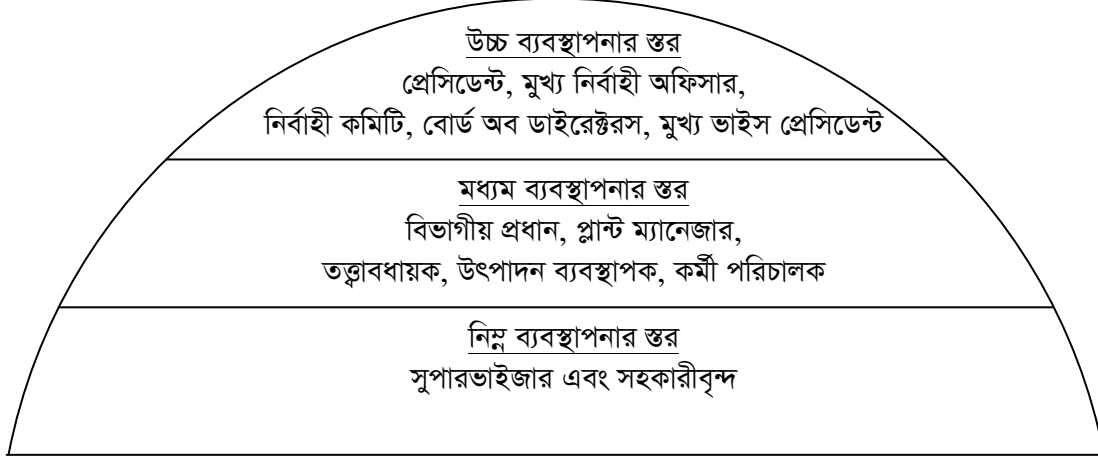 উচ্চ ব্যবস্থাপনার স্তর
প্রেসিডেন্ট, মুখ্য নির্বাহী অফিসার,
নির্বাহী কমিটি, বোর্ড অব ডাইরেক্টরস, মুখ্য ভাইস প্রেসিডেন্ট
মধ্যম ব্যবস্থাপনার স্তর
বিভাগীয় প্রধান, প্লান্ট ম্যানেজার,
তত্ত্বাবধায়ক, উৎপাদন ব্যবস্থাপক, কর্মী পরিচালক
নিম্ন ব্যবস্থাপনার স্তর
সুপারভাইজার এবং সহকারীবৃন্দ